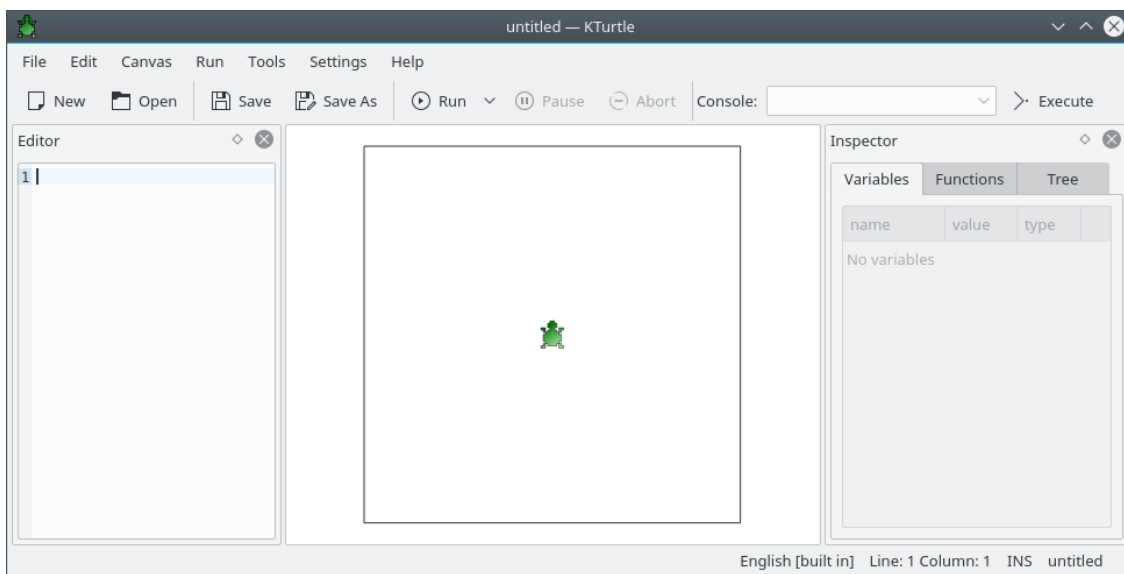 untitled — KTurtle
File Edit Canvas Run Tools Settings Help
New Open Save Save As Run Pause Abort Console: Execute
Editor
1
Inspector
Variables Functions Tree
name value type
No variables
English [built in] Line: 1 Column: 1 INS untitled